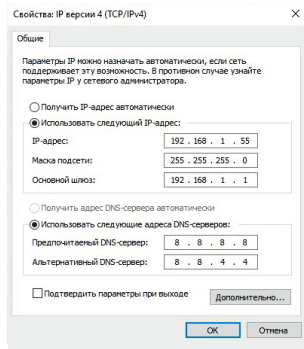 Свойства: IP версии 4 (TCP/IPv4)
Общие
Параметры IP можно назначать автоматически, если сеть
поддерживает эту возможность. В противном случае узнайте
параметры IP у сетевого администратора.
Получить IP-адрес автоматически
Использовать следующий IP-адрес:
IP-адрес: 192 . 168 . 1 . 55
Маска подсети: 255 . 255 . 255 . 0
Основной шлюз: 192 . 168 . 1 . 1
Получить адрес DNS-сервера автоматически
Использовать следующие адреса DNS-серверов:
Предпочитаемый DNS-сервер: 8 . 8 . 8 . 8
Альтернативный DNS-сервер: 8 . 8 . 4 . 4
Подтвердить параметры при выходе
Дополнительно...
OK Отмена